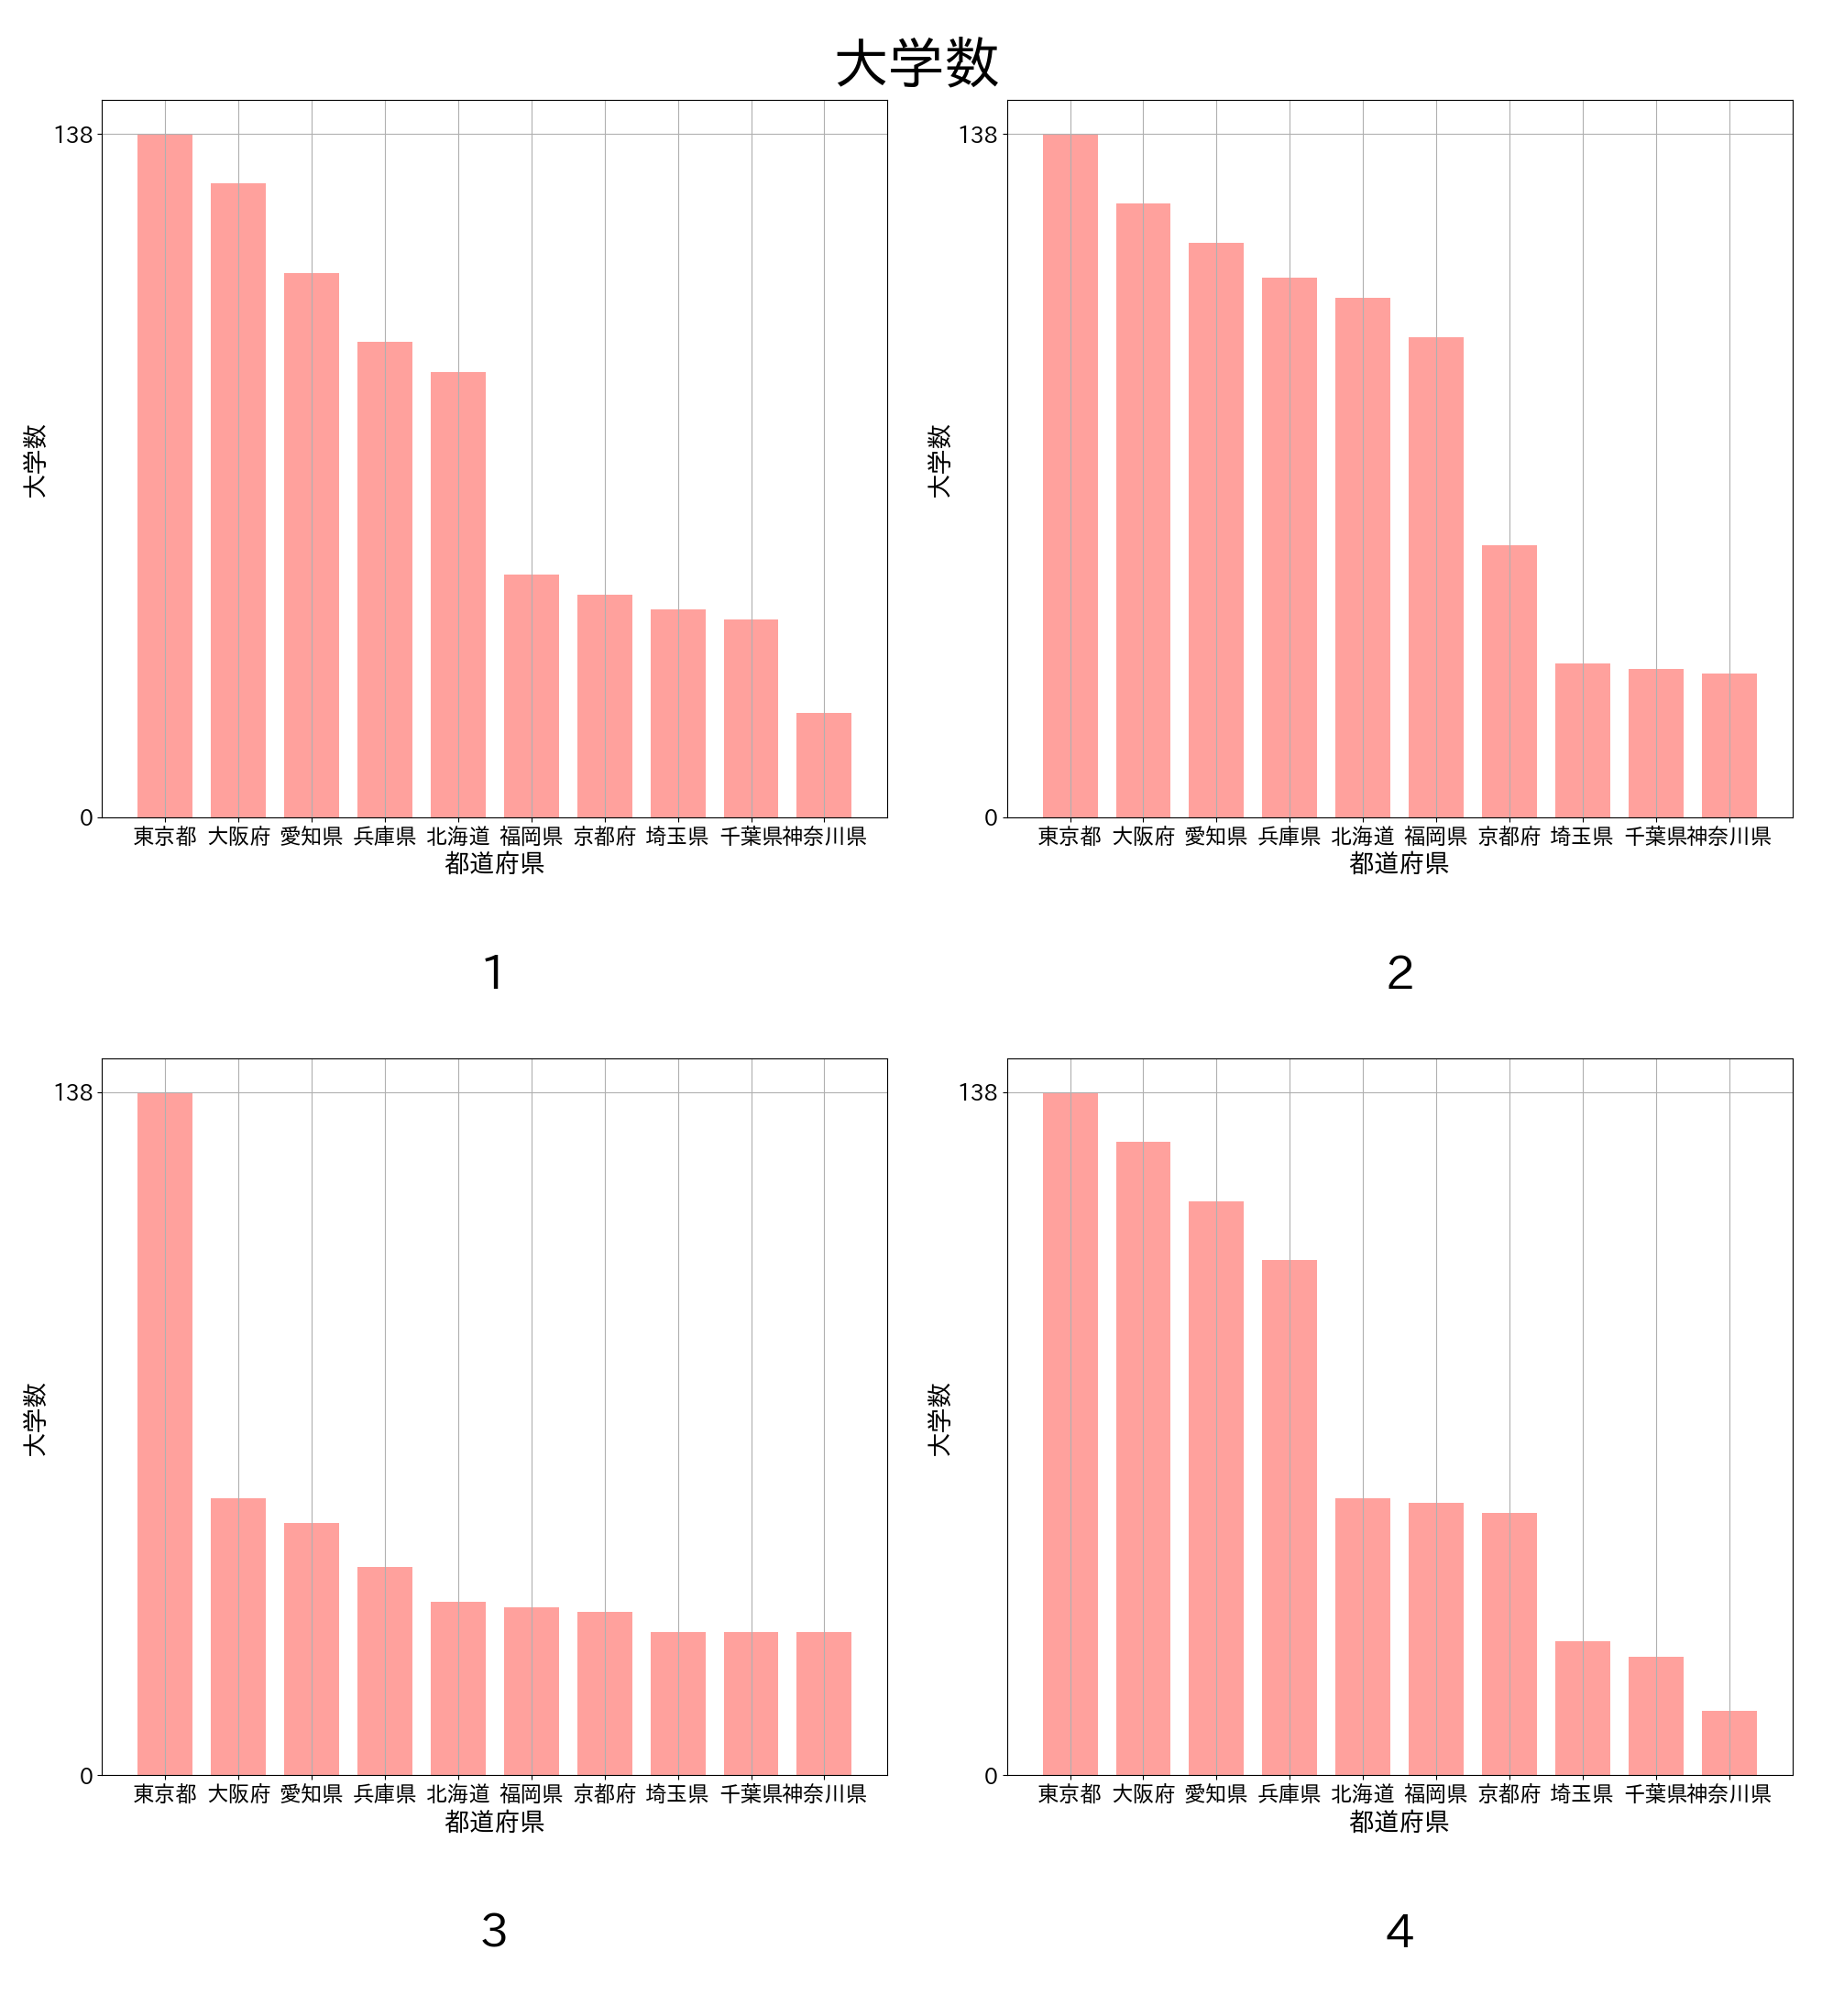 大学数
138
0
大学数
東京都 大阪府 愛知県 兵庫県 北海道 福岡県 京都府 埼玉県 千葉県 神奈川県
都道府県
1
138
0
大学数
東京都 大阪府 愛知県 兵庫県 北海道 福岡県 京都府 埼玉県 千葉県 神奈川県
都道府県
2
138
0
大学数
東京都 大阪府 愛知県 兵庫県 北海道 福岡県 京都府 埼玉県 千葉県 神奈川県
都道府県
3
138
0
大学数
東京都 大阪府 愛知県 兵庫県 北海道 福岡県 京都府 埼玉県 千葉県 神奈川県
都道府県
4